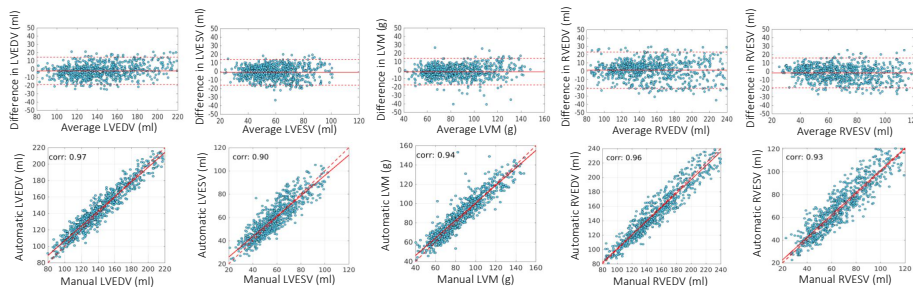 Difference in LVEDV (ml)
50
40
30
20
10
0
-10
-20
-30
-40
-50
80 100 120 140 160 180 200 220
Average LVEDV (ml)
Difference in LVESV (ml)
50
40
30
20
10
0
-10
-20
-30
-40
-50
20 40 60 80 100 120
Average LVESV (ml)
Difference in LVM (g)
50
40
30
20
10
0
-10
-20
-30
-40
-50
40 60 80 100 120 140 160
Average LVM (g)
Difference in RVEDV (ml)
50
40
30
20
10
0
-10
-20
-30
-40
-50
80 100 120 140 160 180 200 220 240
Average RVEDV (ml)
Difference in RVESV (ml)
50
40
30
20
10
0
-10
-20
-30
-40
-50
20 40 60 80 100 120
Average RVESV (ml)
Automatic LVEDV (ml)
corr: 0.97
220
200
180
160
140
120
100
80
80 100 120 140 160 180 200 220
Manual LVEDV (ml)
Automatic LVESV (ml)
corr: 0.90
120
100
80
60
40
20 40 60 80 100 120
Manual LVESV (ml)
Automatic LVM (g)
corr: 0.94
160
140
120
100
80
60
40
40 60 80 100 120 140 160
Manual LVM (g)
Automatic RVEDV (ml)
corr: 0.96
240
220
200
180
160
140
120
100
80
80 100 120 140 160 180 200 220 240
Manual RVEDV (ml)
Automatic RVESV (ml)
corr: 0.93
120
100
80
60
40
20
20 40 60 80 100 120
Manual RVESV (ml)